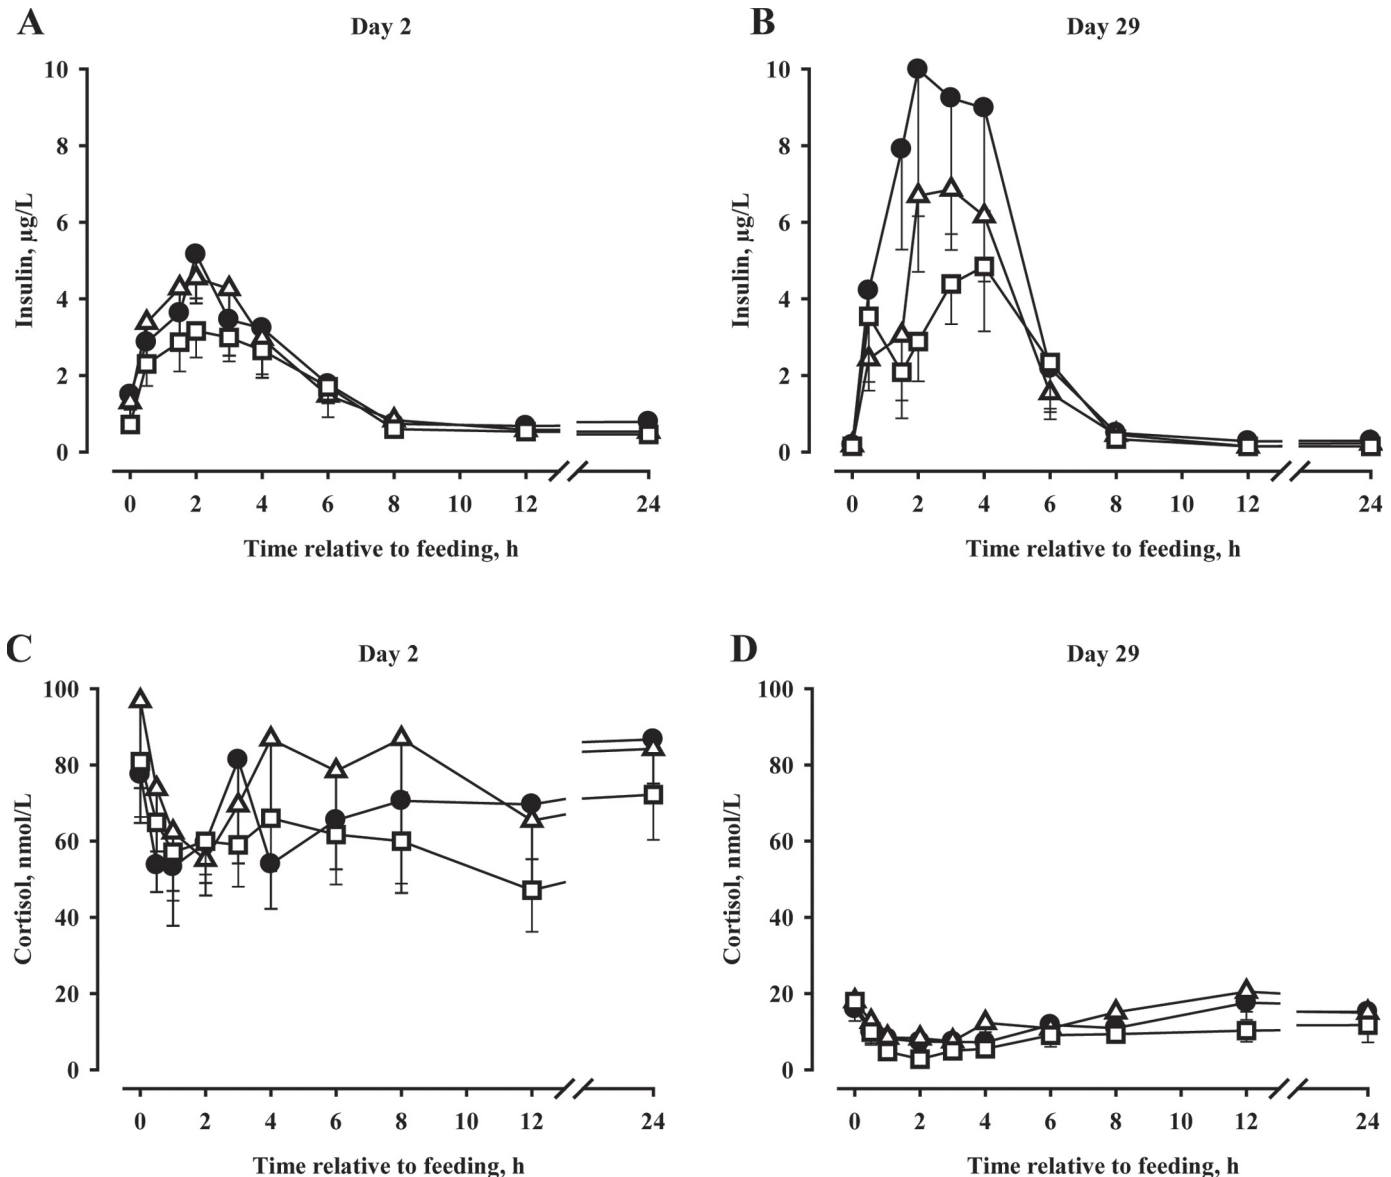 A
Day 2
10
8
6
4
2
0
Insulin, µg/L
0 2 4 6 8 10 12 24
Time relative to feeding, h
B
Day 29
10
8
6
4
2
0
Insulin, µg/L
0 2 4 6 8 10 12 24
Time relative to feeding, h
C
Day 2
100
80
60
40
20
0
Cortisol, nmol/L
0 2 4 6 8 10 12 24
Time relative to feeding, h
D
Day 29
100
80
60
40
20
0
Cortisol, nmol/L
0 2 4 6 8 10 12 24
Time relative to feeding, h